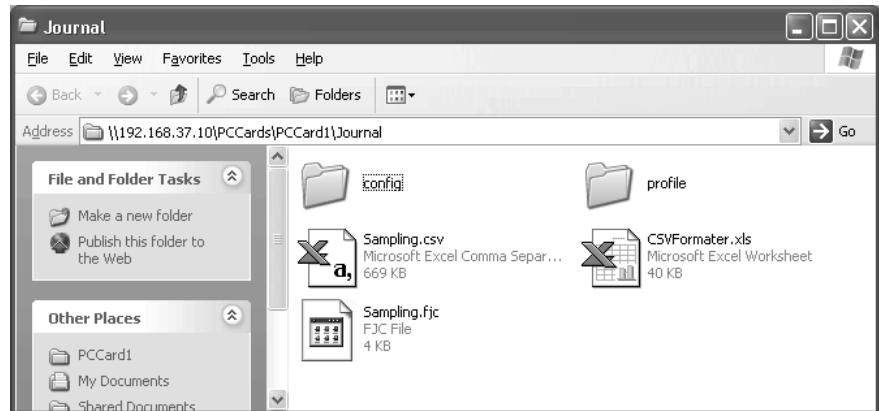 Journal
File Edit View Favorites Tools Help
Back Search Folders
Address \\192.168.37.10\PCCards\PCCard1\Journal Go
File and Folder Tasks
Make a new folder
Publish this folder to
the Web
Other Places
PCCard1
My Documents
Shared Documents
config
profile
Sampling.csv
Microsoft Excel Comma Separ...
669 KB
CSVFormater.xls
Microsoft Excel Worksheet
40 KB
Sampling.fjc
FJC File
4 KB